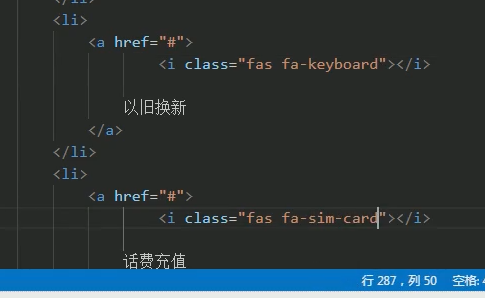 </li>
<li>
<a href="#">
<i class="fas fa-keyboard"></i>
以旧换新
</a>
</li>
<li>
<a href="#">
<i class="fas fa-sim-card"></i>
话费充值
行 287，列 50 空格: